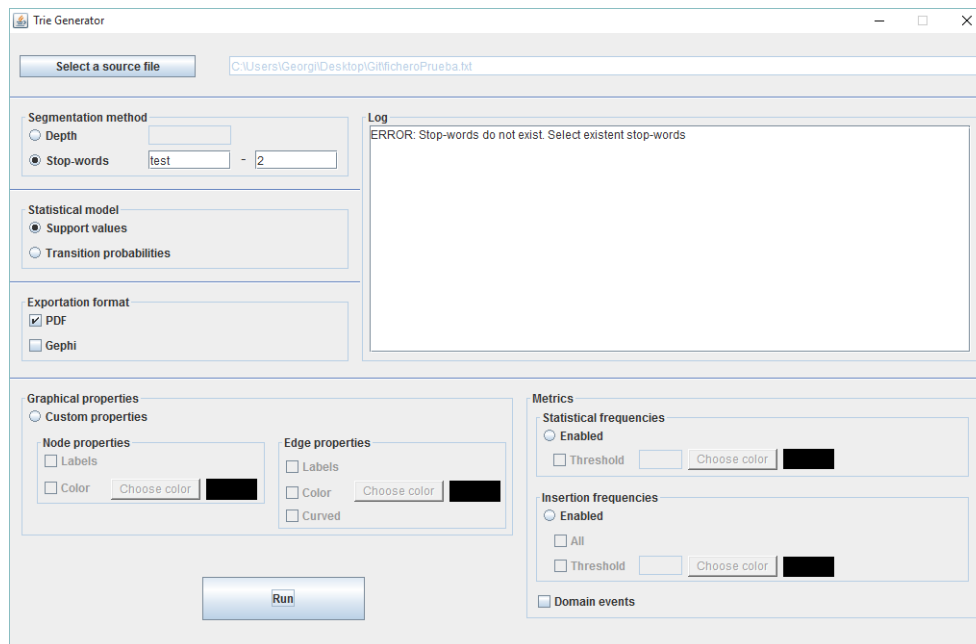 Trie Generator
Select a source file
C:\Users\Georgi\Desktop\Git\ficheroPrueba.txt
Segmentation method
Depth
Stop-words test - 2
Log
ERROR: Stop-words do not exist. Select existent stop-words
Statistical model
Support values
Transition probabilities
Exportation format
PDF
Gephi
Graphical properties
Custom properties
Node properties
Labels
Color Choose color
Edge properties
Labels
Color Choose color
Curved
Metrics
Statistical frequencies
Enabled
Threshold Choose color
Insertion frequencies
Enabled
All
Threshold Choose color
Domain events
Run